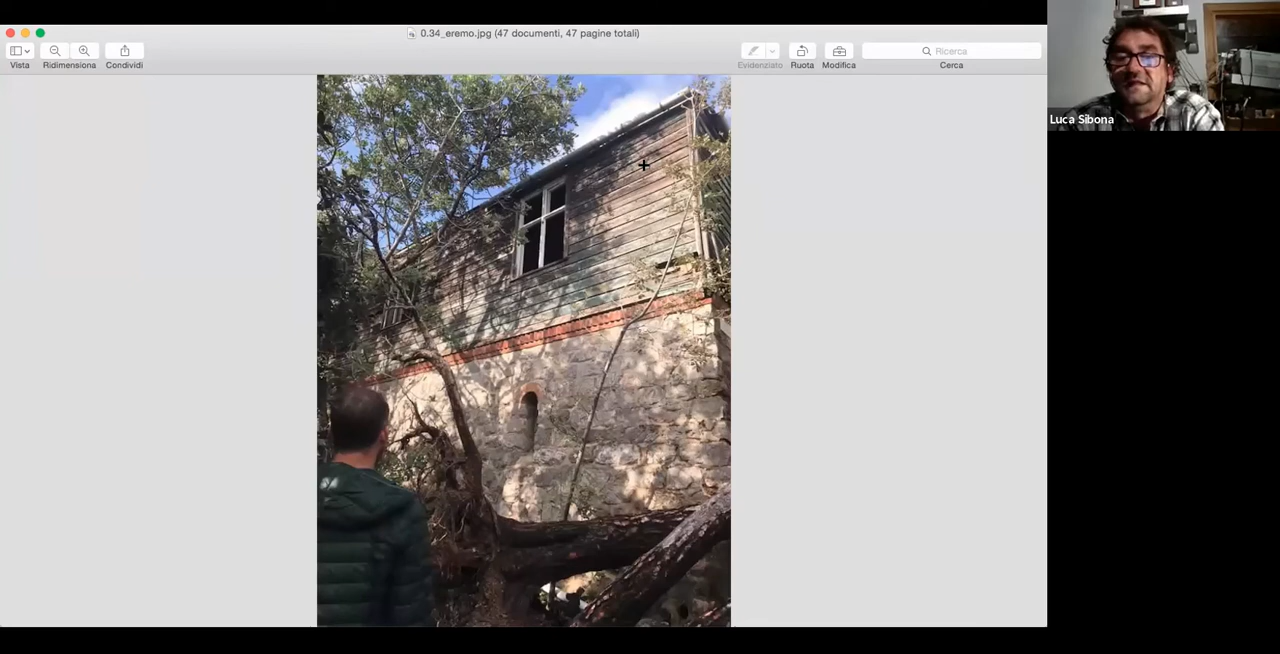 0.34_eremo.jpg (47 documenti, 47 pagine totali)
Vista
Ridimensiona
Condividi
Evidenziato
Ruota
Modifica
Ricerca
Cerca
Luca Sibona